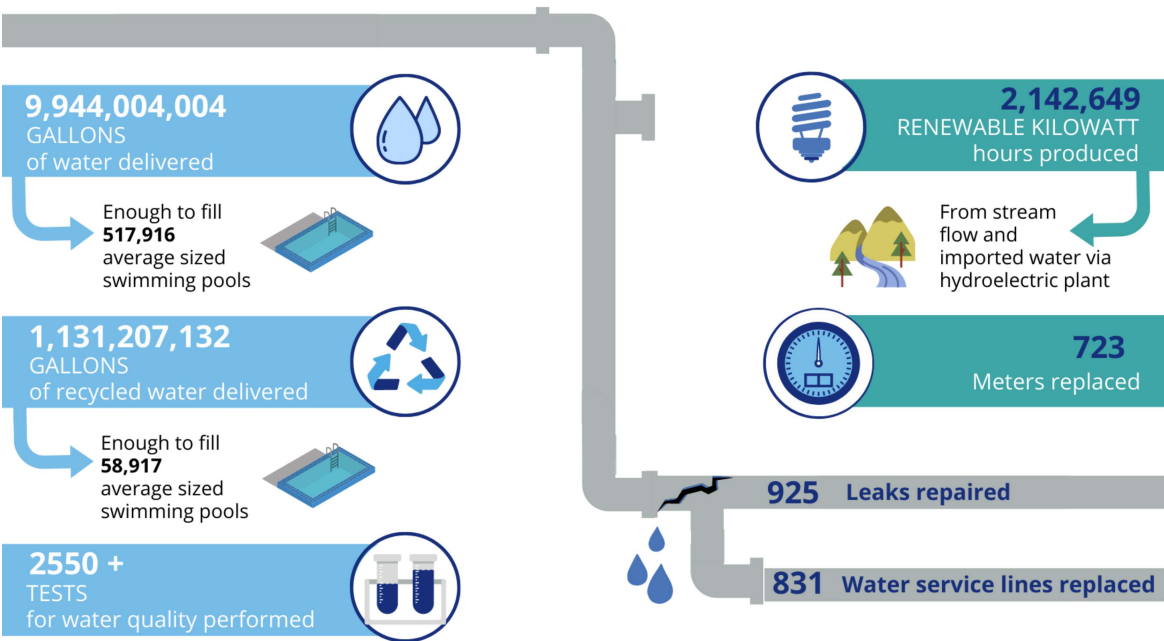 9,944,004,004
GALLONS
of water delivered
Enough to fill
517,916
average sized
swimming pools
1,131,207,132
GALLONS
of recycled water delivered
Enough to fill
58,917
average sized
swimming pools
2550 +
TESTS
for water quality performed
2,142,649
RENEWABLE KILOWATT
hours produced
From stream
flow and
imported water via
hydroelectric plant
723
Meters replaced
925 Leaks repaired
831 Water service lines replaced